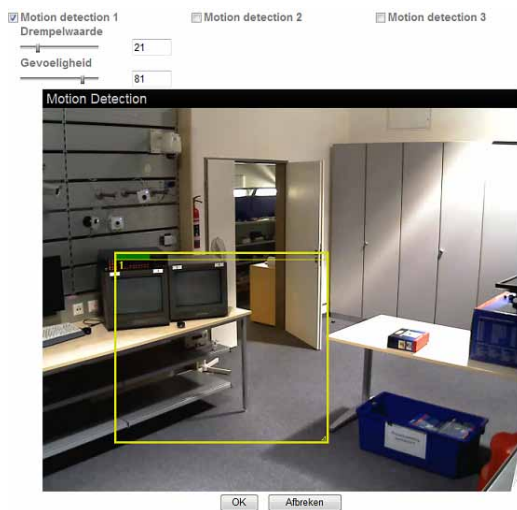 Motion detection 1 Motion detection 2 Motion detection 3
Drempelwaarde
21
Gevoeligheid
81
Motion Detection
1
OK Afbreken